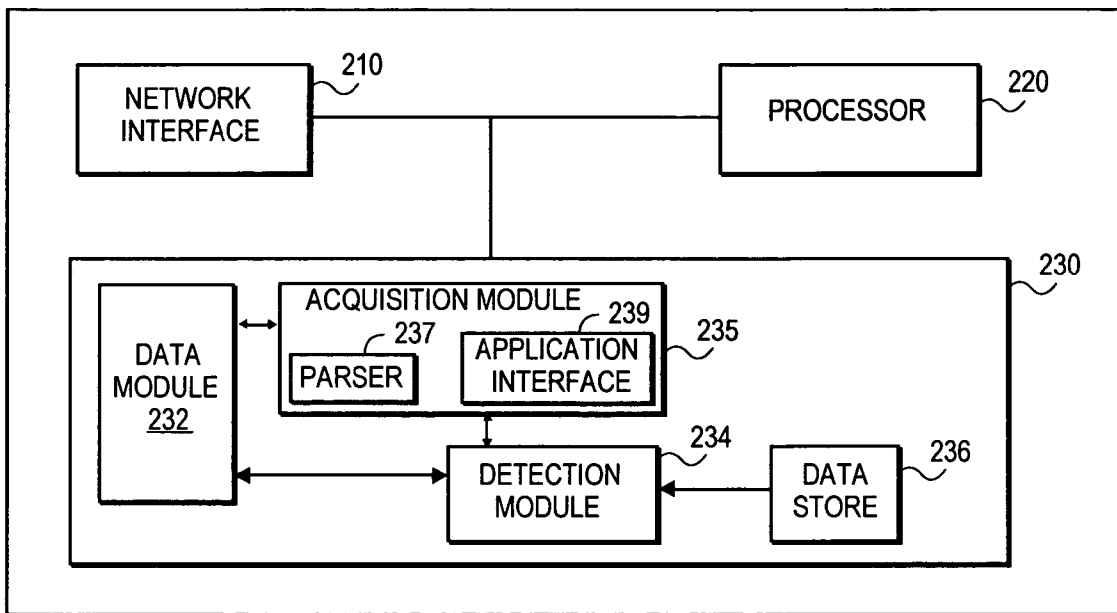 210
NETWORK
INTERFACE
220
PROCESSOR
230
ACQUISITION MODULE
237
239
235
PARSER
APPLICATION
INTERFACE
DATA
MODULE
232
234
DETECTION
MODULE
236
DATA
STORE